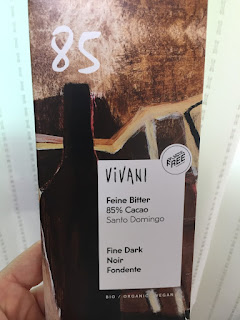 85
ViVANI
FREE
Feine Bitter
85% Cacao
Santo Domingo
Fine Dark
Noir
Fondente
BIO / ORGANIC / VEGAN